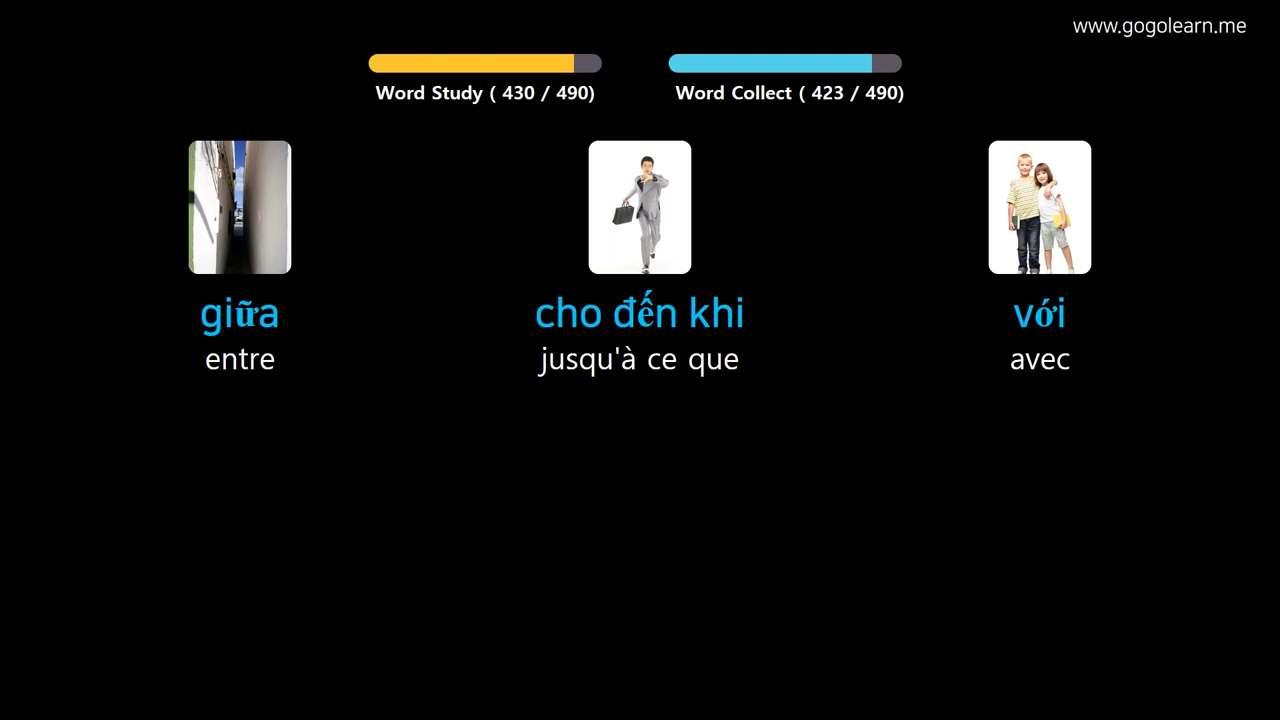 www.gogolearn.me
Word Study ( 430 / 490)
Word Collect ( 423 / 490)
giữa
cho đến khi
với
entre
jusqu'à ce que
avec